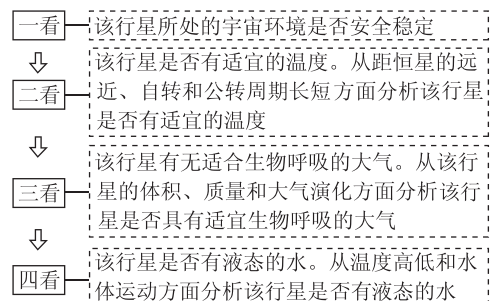 一看
该行星所处的宇宙环境是否安全稳定
二看
该行星是否有适宜的温度。从距恒星的远
近、自转和公转周期长短方面分析该行星
是否有适宜的温度
三看
该行星有无适合生物呼吸的大气。从该行
星的体积、质量和大气演化方面分析该行
星是否具有适宜生物呼吸的大气
四看
该行星是否有液态的水。从温度高低和水
体运动方面分析该行星是否有液态的水